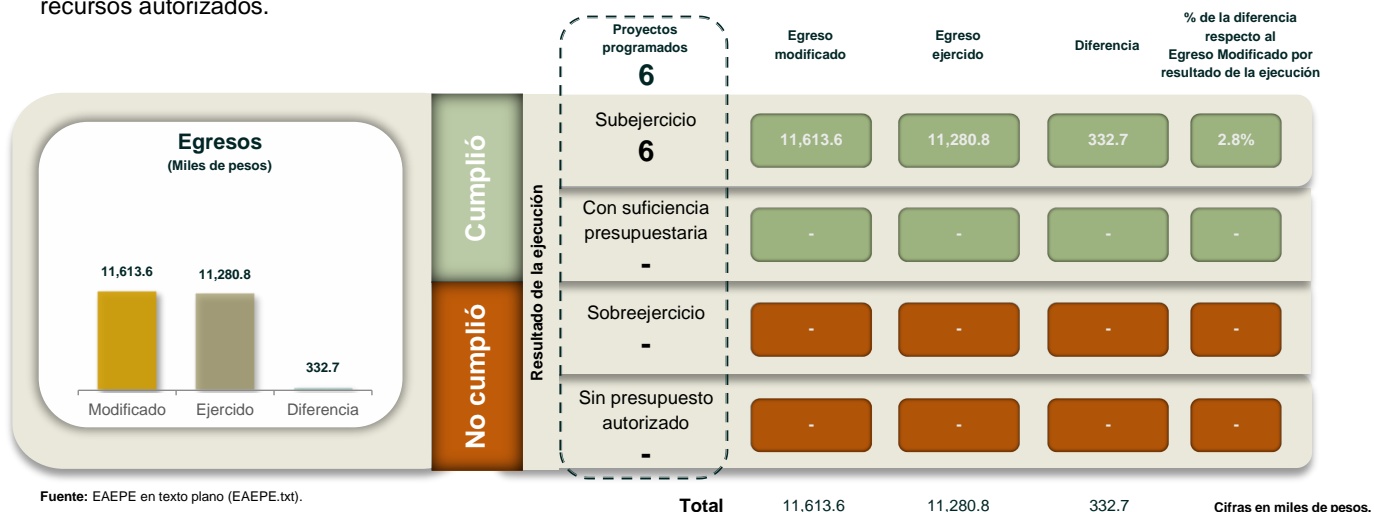 recursos autorizados.
Proyectos
programados
6
Egreso
modificado
Egreso
ejercido
Diferencia
% de la diferencia
respecto al
Egreso Modificado por
resultado de la ejecución
Egresos
(Miles de pesos)
11,613.6
11,280.8
332.7
Modificado Ejercido Diferencia
Cumplió
No cumplió
Resultado de la ejecución
Subejercicio
6
11,613.6 11,280.8 332.7 2.8%
Con suficiencia
presupuestaria
-
- - - -
Sobreejercicio
-
- - - -
Sin presupuesto
autorizado
-
- - - -
Fuente: EAEPE en texto plano (EAEPE.txt).
Total 11,613.6 11,280.8 332.7 Cifras en miles de pesos.